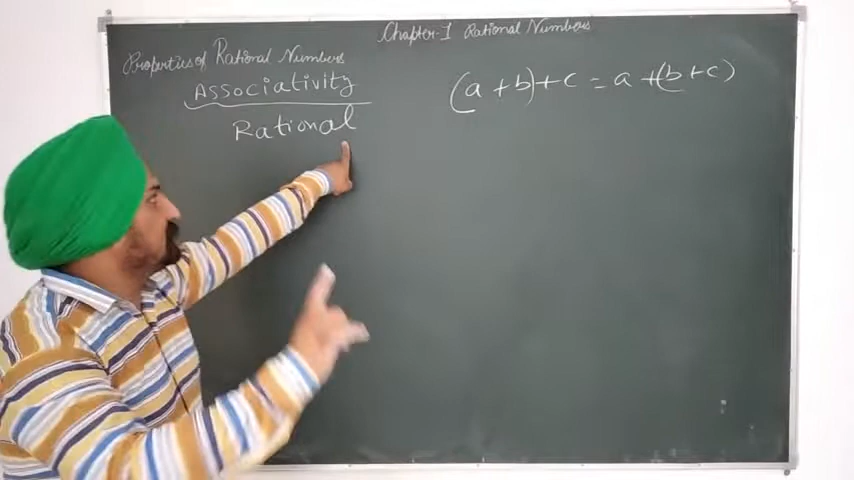 Chapter-1 Rational Numbers
Properties of Rational Numbers
Associativity
Rational
(a + b) + c = a + (b + c)